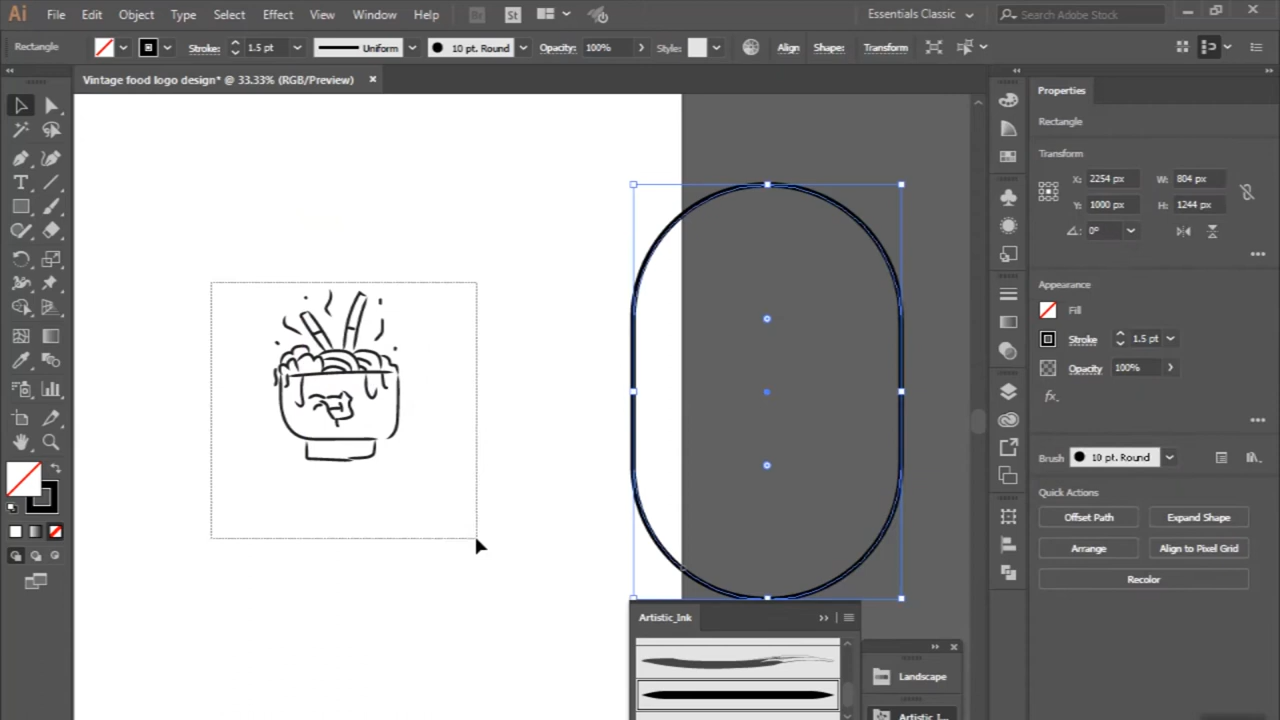 Ai File Edit Object Type Select Effect View Window Help Br St Essentials Classic Search Adobe Stock
Rectangle Stroke: 1.5 pt Uniform 10 pt. Round Opacity: 100% Style: Align Shape: Transform
Vintage food logo design* @ 33.33% (RGB/Preview)
Properties
Rectangle
Transform
X: 2254 px W: 804 px
Y: 1000 px H: 1244 px
0°
Appearance
Fill
Stroke 1.5 pt
Opacity 100%
fx.
Brush 10 pt. Round
Quick Actions
Offset Path Expand Shape
Arrange Align to Pixel Grid
Recolor
Artistic_Ink
Landscape
Artistic_I...